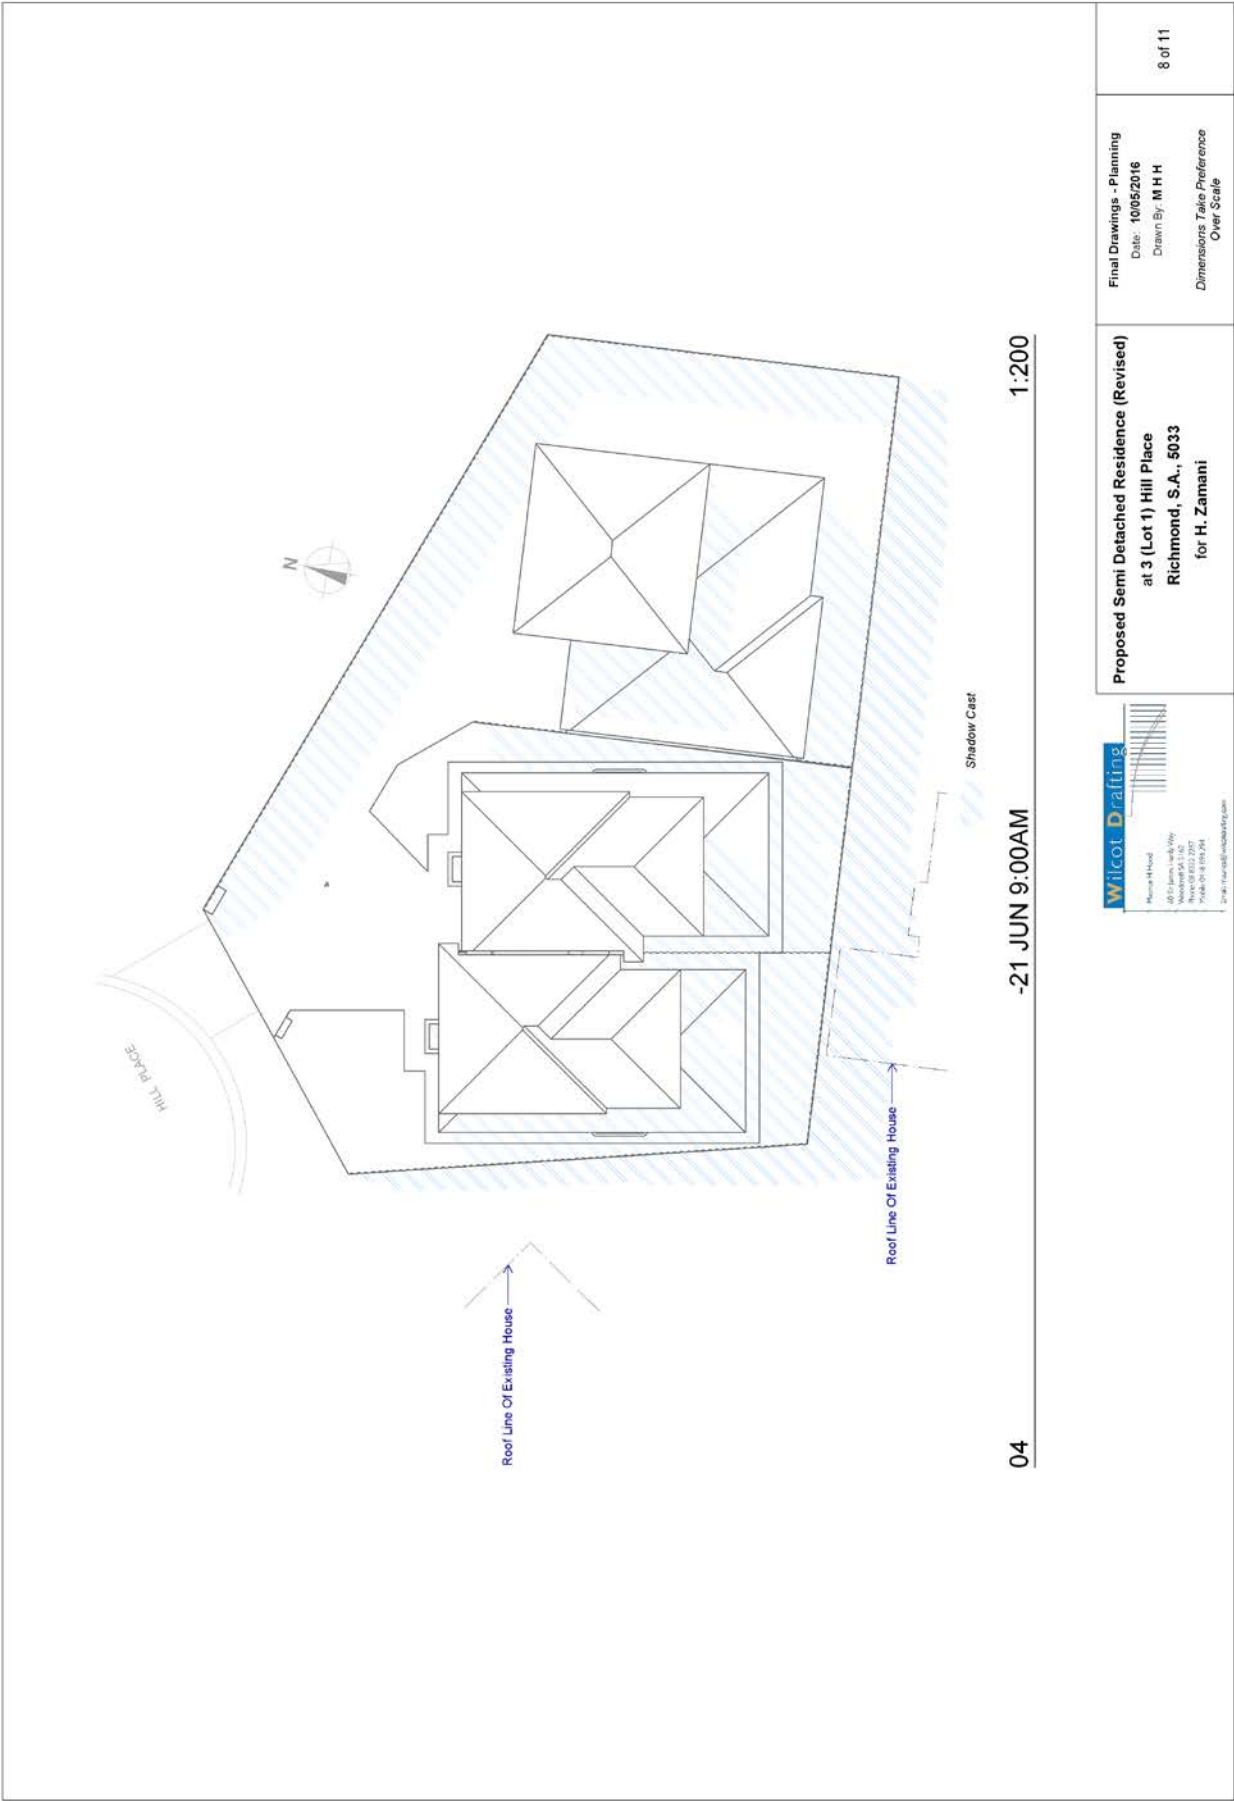 HILL PLACE
N
Roof Line Of Existing House
Roof Line Of Existing House
Shadow Cast
04
-21 JUN 9:00AM
1:200
Wilcot Drafting
Proposed Semi Detached Residence (Revised)
at 3 (Lot 1) Hill Place
Richmond, S.A., 5033
for H. Zamani
Final Drawings - Planning
Date: 10/05/2016
Drawn By: M H H
Dimensions Take Preference
Over Scale
8 of 11